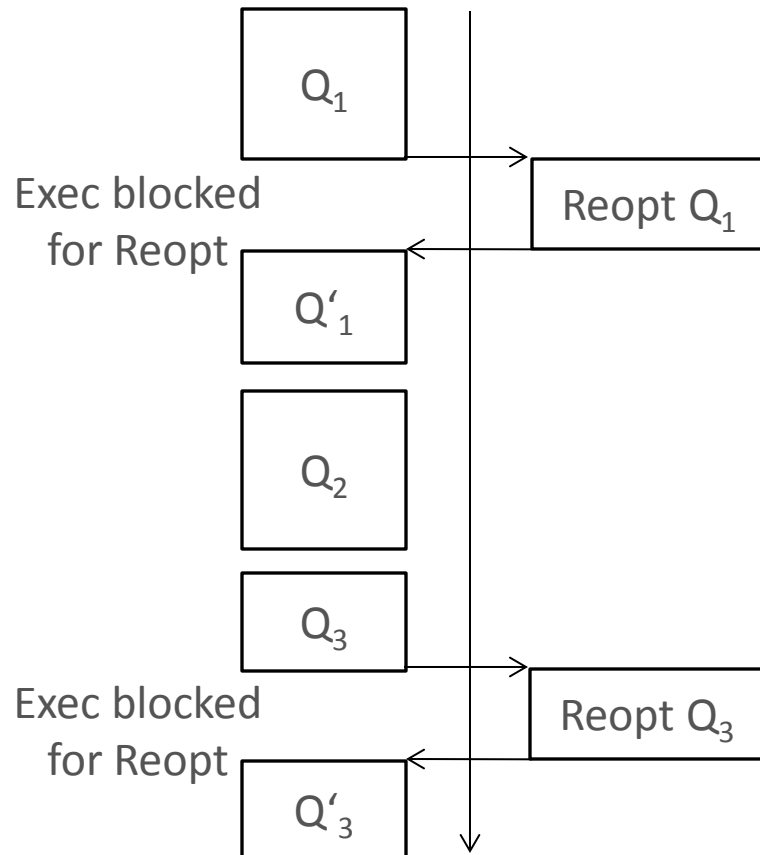 Q₁
Exec blocked
for Reopt
Reopt Q₁
Q‘₁
Q₂
Q₃
Exec blocked
for Reopt
Reopt Q₃
Q‘₃